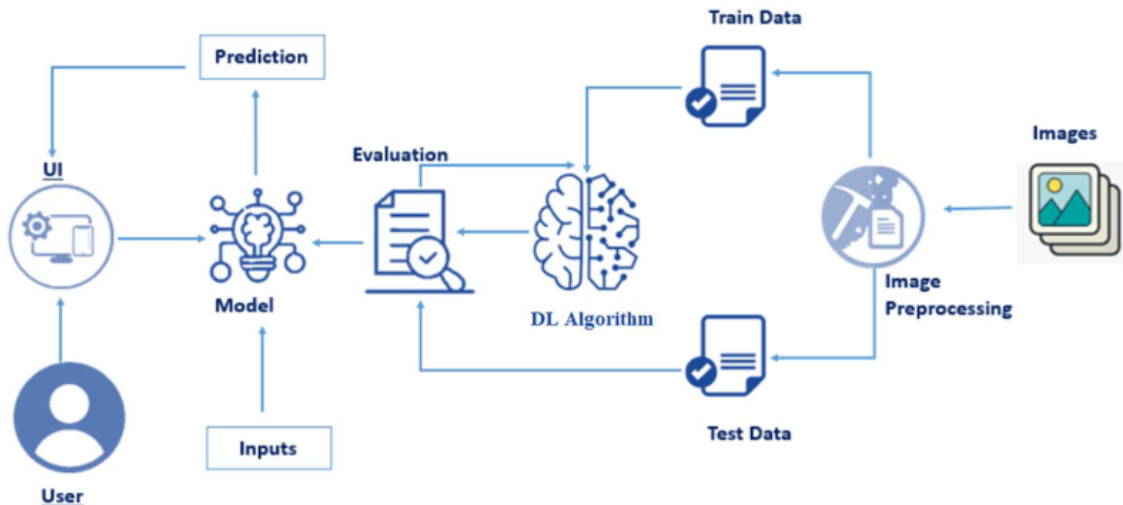 Train Data
Prediction
Images
Evaluation
UI
Image
Preprocessing
Model
DL Algorithm
Test Data
Inputs
User